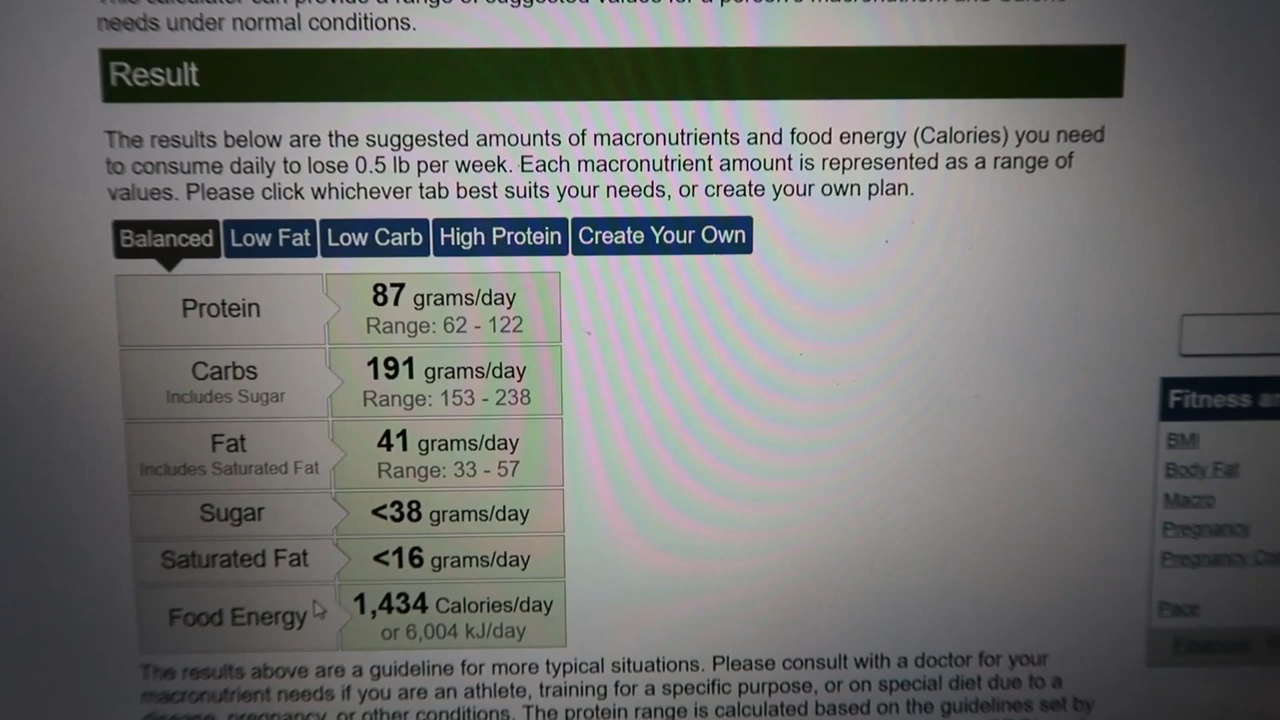 needs under normal conditions.
Result
The results below are the suggested amounts of macronutrients and food energy (Calories) you need
to consume daily to lose 0.5 lb per week. Each macronutrient amount is represented as a range of
values. Please click whichever tab best suits your needs, or create your own plan.
Balanced Low Fat Low Carb High Protein Create Your Own
Protein 87 grams/day
Range: 62 - 122
Carbs 191 grams/day
Includes Sugar Range: 153 - 238
Fat 41 grams/day
Includes Saturated Fat Range: 33 - 57
Sugar <38 grams/day
Saturated Fat <16 grams/day
Food Energy 1,434 Calories/day
or 6,004 kJ/day
The results above are a guideline for more typical situations. Please consult with a doctor for your
macronutrient needs if you are an athlete, training for a specific purpose, or on special diet due to a
disease, pregnancy, or other conditions. The protein range is calculated based on the guidelines set by
Fitness
BMI
Body Fat
Macro
Pregnancy
Pregnancy
Pace